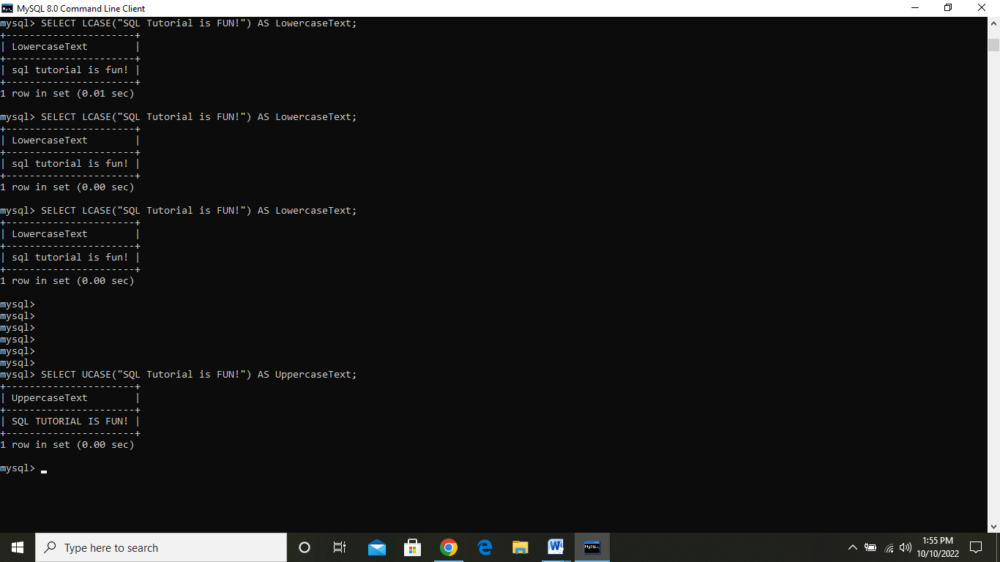 MySQL 8.0 Command Line Client
mysql> SELECT LCASE("SQL Tutorial is FUN!") AS LowercaseText;
+----------------------+
| LowercaseText        |
+----------------------+
| sql tutorial is fun! |
+----------------------+
1 row in set (0.01 sec)
mysql> SELECT LCASE("SQL Tutorial is FUN!") AS LowercaseText;
+----------------------+
| LowercaseText        |
+----------------------+
| sql tutorial is fun! |
+----------------------+
1 row in set (0.00 sec)
mysql> SELECT LCASE("SQL Tutorial is FUN!") AS LowercaseText;
+----------------------+
| LowercaseText        |
+----------------------+
| sql tutorial is fun! |
+----------------------+
1 row in set (0.00 sec)
mysql>
mysql>
mysql>
mysql>
mysql>
mysql>
mysql> SELECT UCASE("SQL Tutorial is FUN!") AS UppercaseText;
+----------------------+
| UppercaseText        |
+----------------------+
| SQL TUTORIAL IS FUN! |
+----------------------+
1 row in set (0.00 sec)
mysql>
Type here to search
1:55 PM
10/10/2022